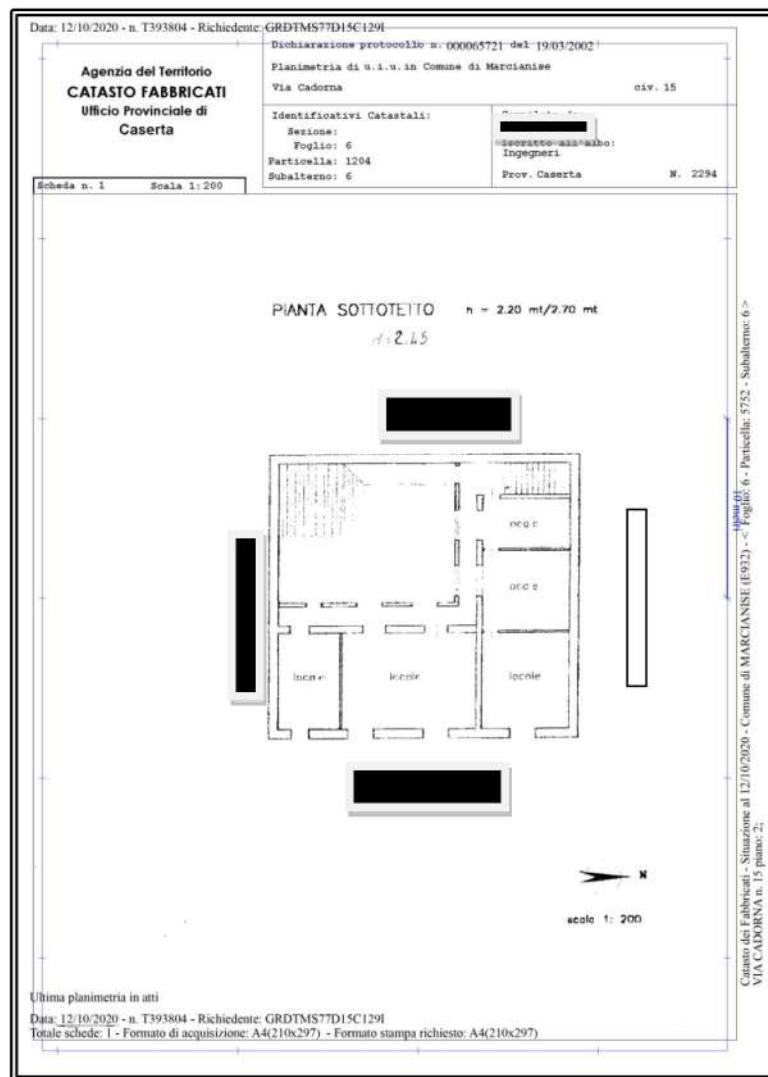 Data: 12/10/2020 - n. T393804 - Richiedente: GRDTMS77D15C129I
Agenzia del Territorio
CATASTO FABBRICATI
Ufficio Provinciale di
Caserta
Dichiarazione protocollo n. 000065721 del 19/03/2002
Planimetria di u.i.u.in Comune di Marcianise
Via Cadorna civ. 15
Identificativi Catastali:
Sezione:
Foglio: 6
Particella: 1204
Subalterno: 6
Iscritto all'albo:
Ingegneri
Prov. Caserta N. 2294
Scheda n. 1 Scala 1:200
PIANTA SOTTOTETTO h = 2.20 mt/2.70 mt
2.45
locale
locale
locale
N
scala 1: 200
10 metri
Catasto dei Fabbricati - Situazione al 12/10/2020 - Comune di MARCIANISE (E932) - < Foglio: 6 - Particella: 5752 - Subalterno: 6 >
VIA CADORNA n. 15 piano: 2;
Ultima planimetria in atti
Data: 12/10/2020 - n. T393804 - Richiedente: GRDTMS77D15C129I
Totale schede: 1 - Formato di acquisizione: A4(210x297) - Formato stampa richiesto: A4(210x297)